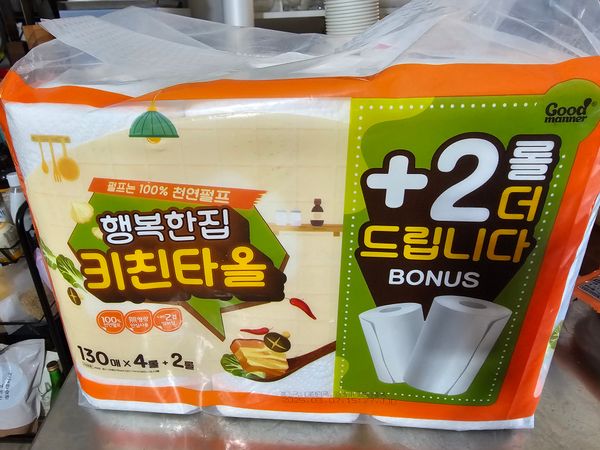 Good
manner
펄프는 100% 천연펄프
행복한집
키친타올
100%
130매 × 4롤 + 2롤
+2롤
더
드립니다
BONUS